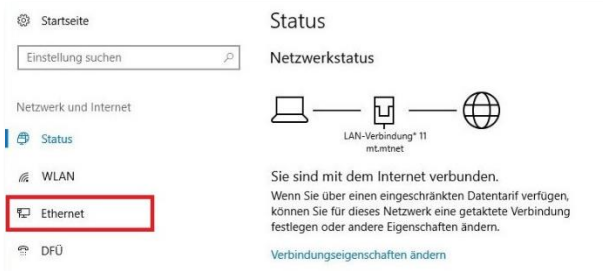 Startseite
Einstellung suchen
Netzwerk und Internet
Status
WLAN
Ethernet
DFÜ
Status
Netzwerkstatus
LAN-Verbindung* 11
mt.mtnet
Sie sind mit dem Internet verbunden.
Wenn Sie über einen eingeschränkten Datentarif verfügen,
können Sie für dieses Netzwerk eine getaktete Verbindung
festlegen oder andere Eigenschaften ändern.
Verbindungseigenschaften ändern